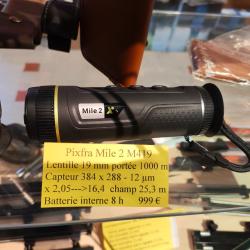 Mile 2
Pixfra Mile 2 M419
Lentille 19 mm portée 1000 m
Capteur 384 x 288 - 12 µm
x 2,05--->16,4 champ 25,3 m
Batterie interne 8 h 999 €